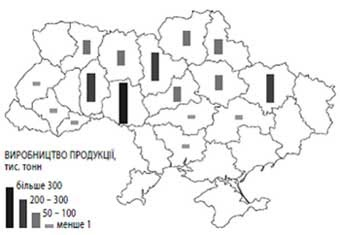 ВИРОБНИЦТВО ПРОДУКЦІЇ,
тис. тонн
більше 300
200 – 300
50 – 100
менше 1